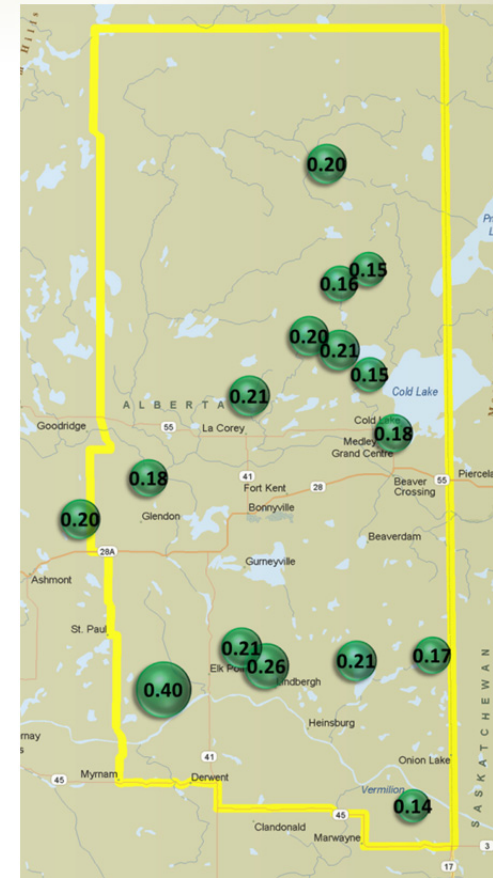 Hills
0.20
0.15
0.16
0.20
0.21
0.15
Cold Lake
0.21
ALBERTA
Goodridge
55
La Corey
Cold Lake
0.18
Medley
Grand Centre
0.18
41
Fort Kent
28
Beaver
Crossing
55
Piercela
0.20
Glendon
Bonnyville
Beaverdam
28A
Ashmont
Gurneyville
St. Paul
0.21
0.26
0.21
0.17
Lindbergh
0.40
Heinsburg
SASKATCHEWAN
rnay
s
41
Onion Lake
45
Myrnam
Derwent
Vermilion
0.14
45
Clandonald
Marwayne
3
17